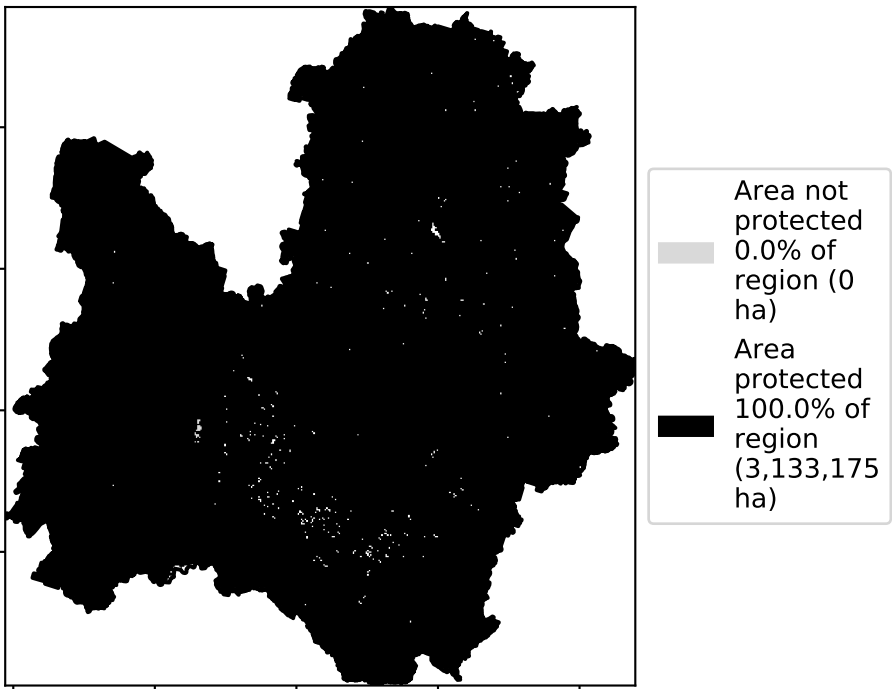 Area not
protected
0.0% of
region (0
ha)
Area
protected
100.0% of
region
(3,133,175
ha)